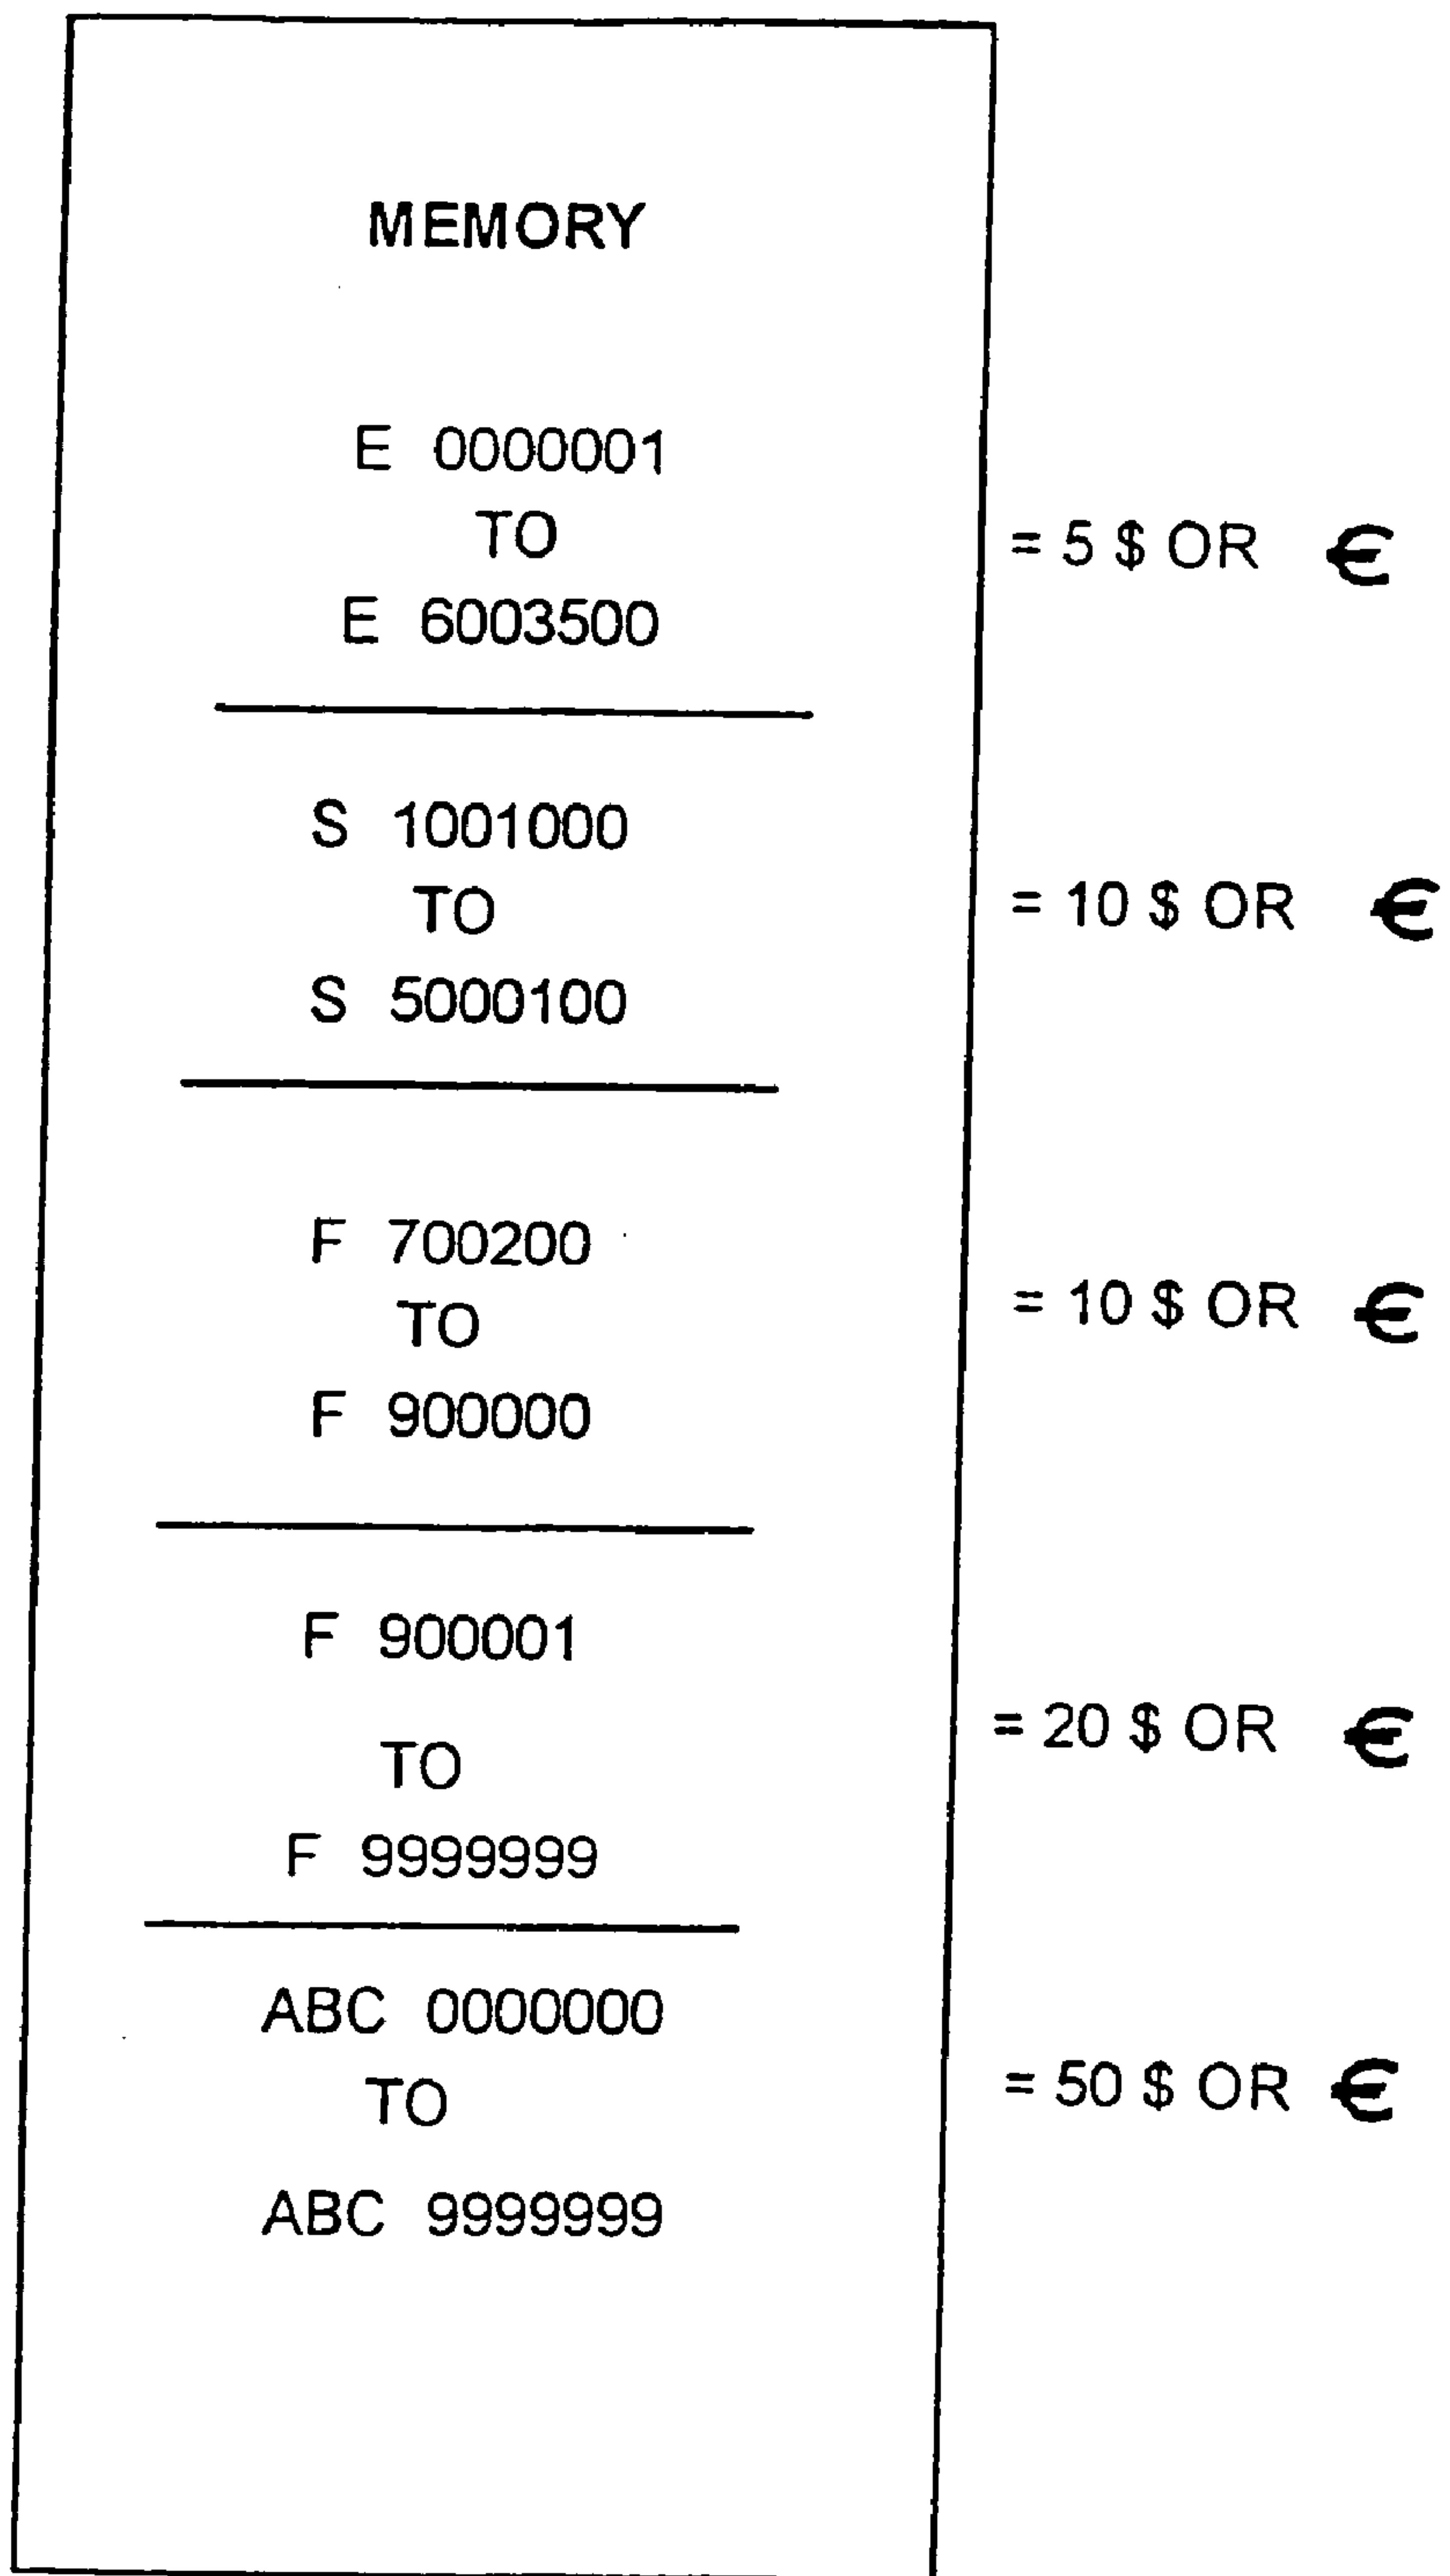 MEMORY
E 0000001
TO
E 6003500
= 5 $ OR €
S 1001000
TO
S 5000100
= 10 $ OR €
F 700200
TO
F 900000
= 10 $ OR €
F 900001
TO
F 9999999
= 20 $ OR €
ABC 0000000
TO
ABC 9999999
= 50 $ OR €